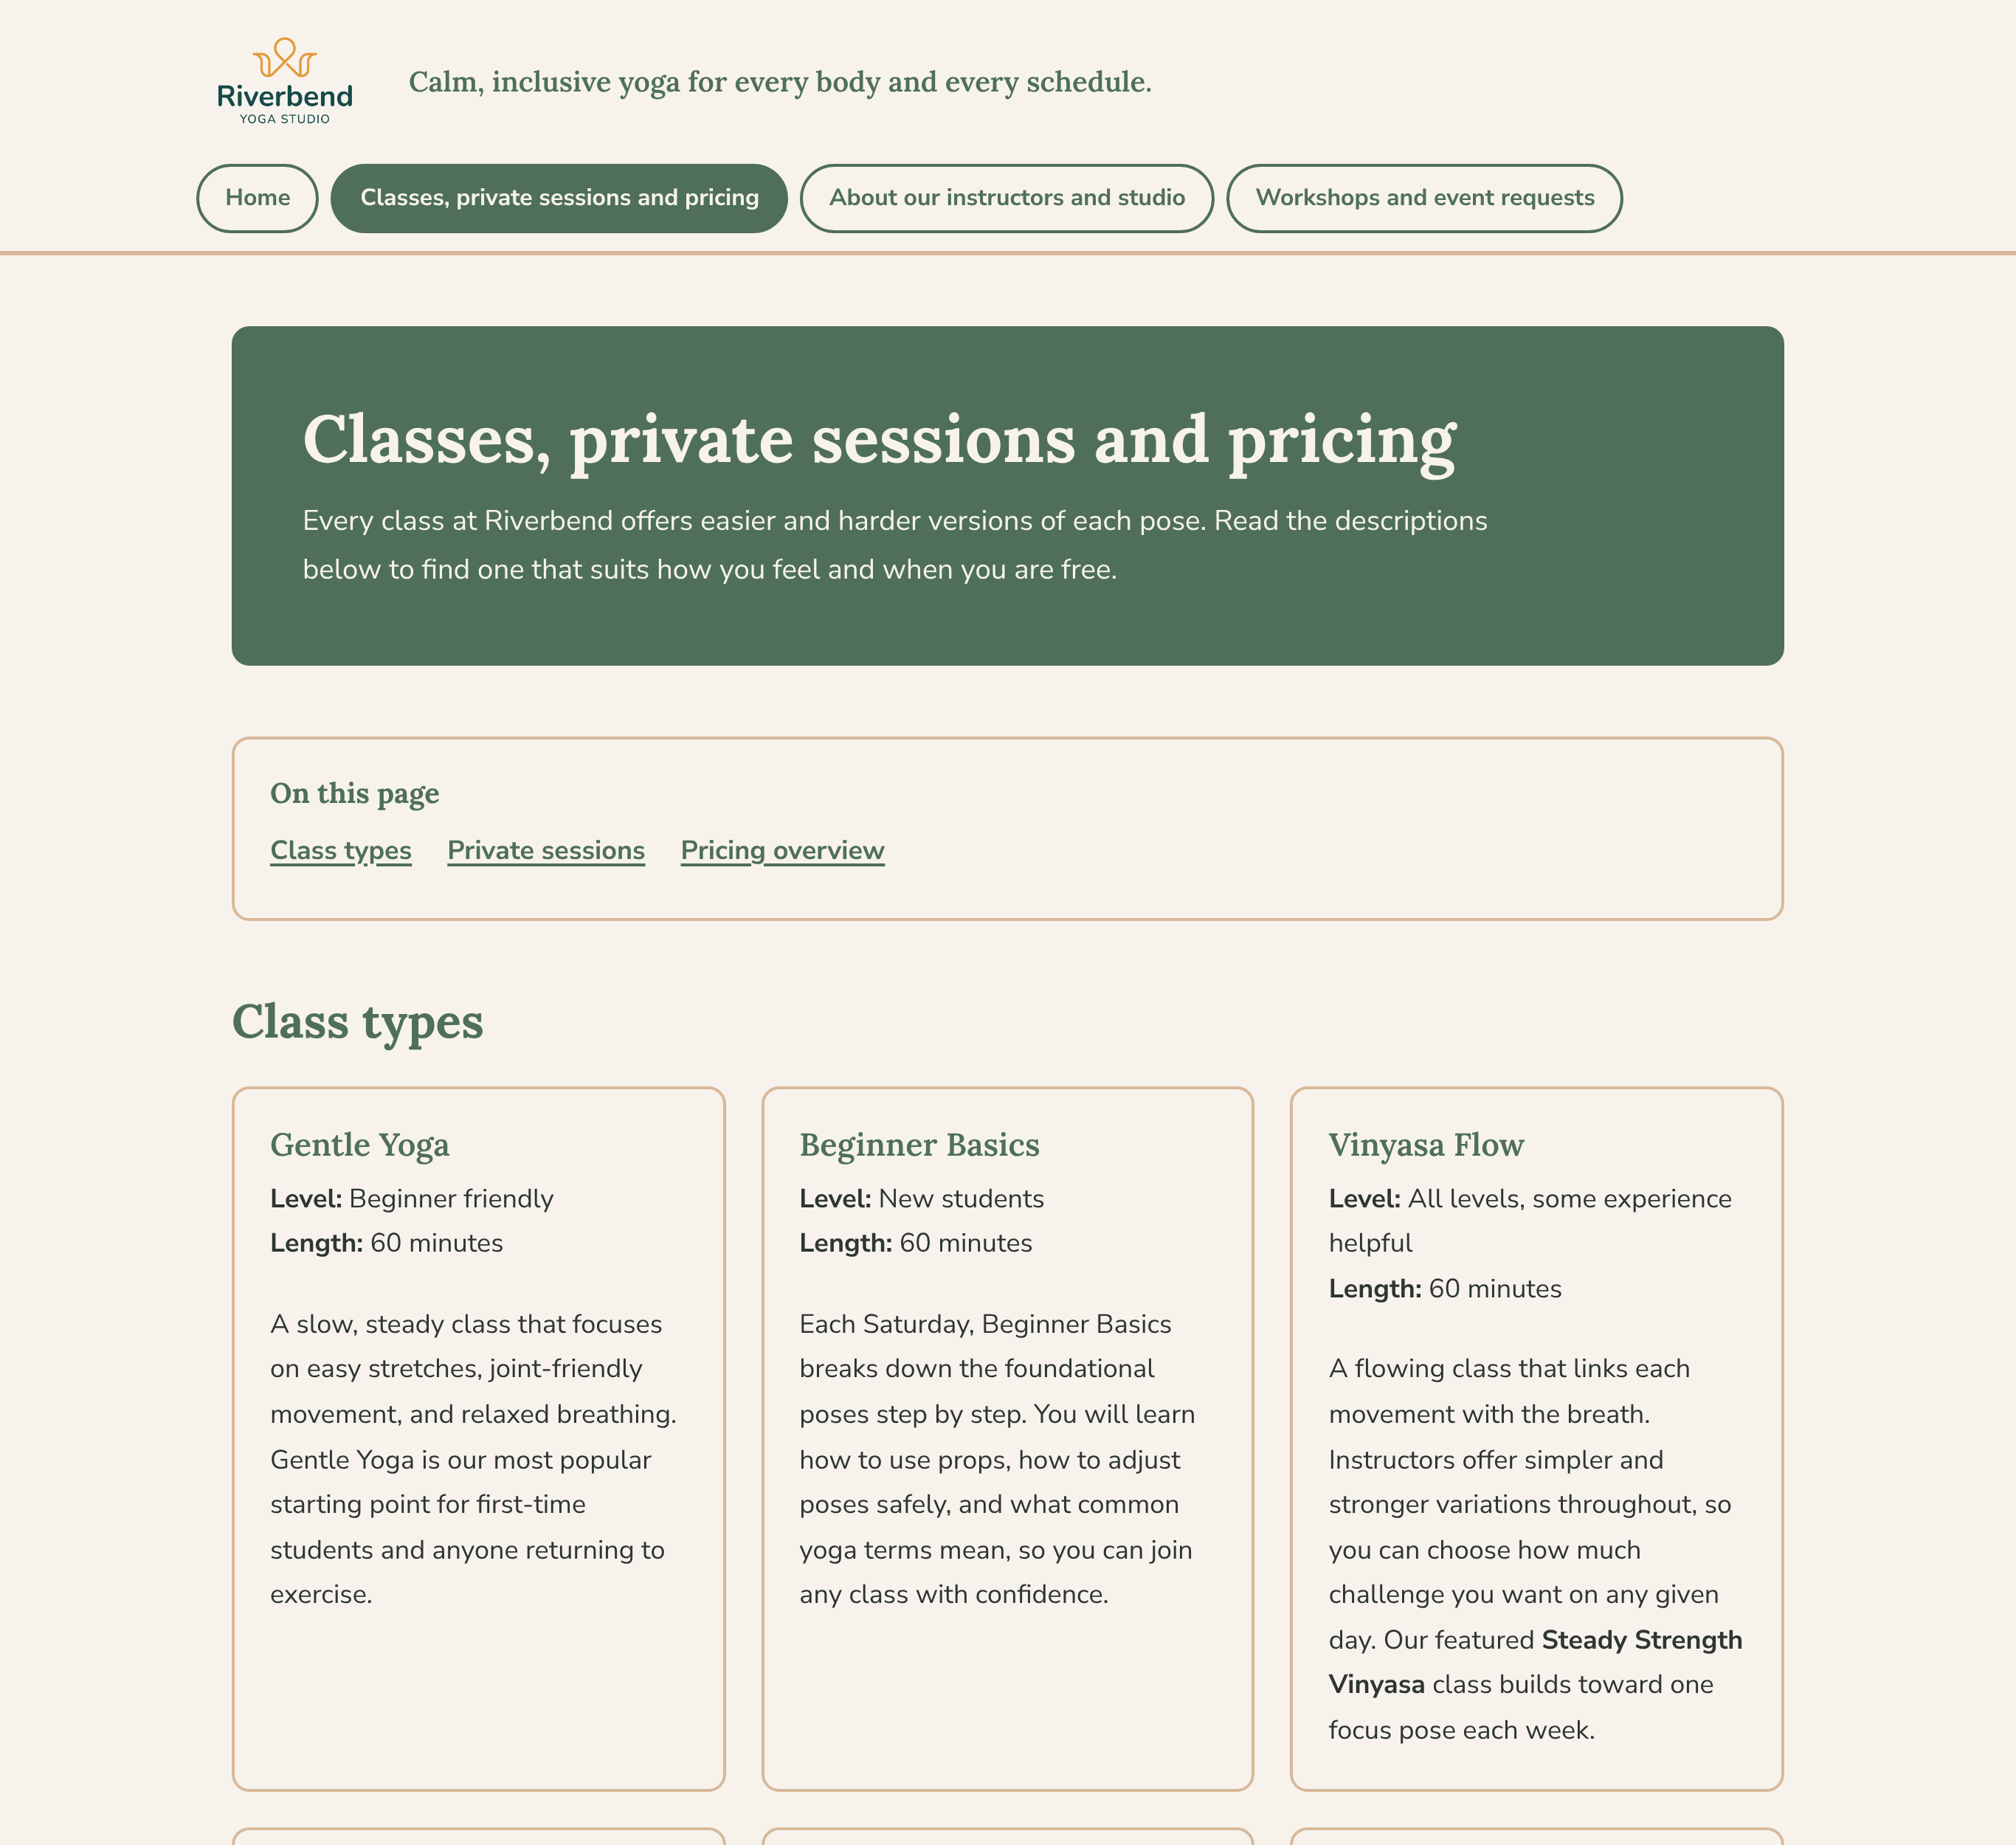 Riverbend
YOGA STUDIO
Calm, inclusive yoga for every body and every schedule.
Home
Classes, private sessions and pricing
About our instructors and studio
Workshops and event requests
Classes, private sessions and pricing
Every class at Riverbend offers easier and harder versions of each pose. Read the descriptions
below to find one that suits how you feel and when you are free.
On this page
Class types
Private sessions
Pricing overview
Class types
Gentle Yoga
Level: Beginner friendly
Length: 60 minutes
A slow, steady class that focuses
on easy stretches, joint-friendly
movement, and relaxed breathing.
Gentle Yoga is our most popular
starting point for first-time
students and anyone returning to
exercise.
Beginner Basics
Level: New students
Length: 60 minutes
Each Saturday, Beginner Basics
breaks down the foundational
poses step by step. You will learn
how to use props, how to adjust
poses safely, and what common
yoga terms mean, so you can join
any class with confidence.
Vinyasa Flow
Level: All levels, some experience
helpful
Length: 60 minutes
A flowing class that links each
movement with the breath.
Instructors offer simpler and
stronger variations throughout, so
you can choose how much
challenge you want on any given
day. Our featured Steady Strength
Vinyasa class builds toward one
focus pose each week.